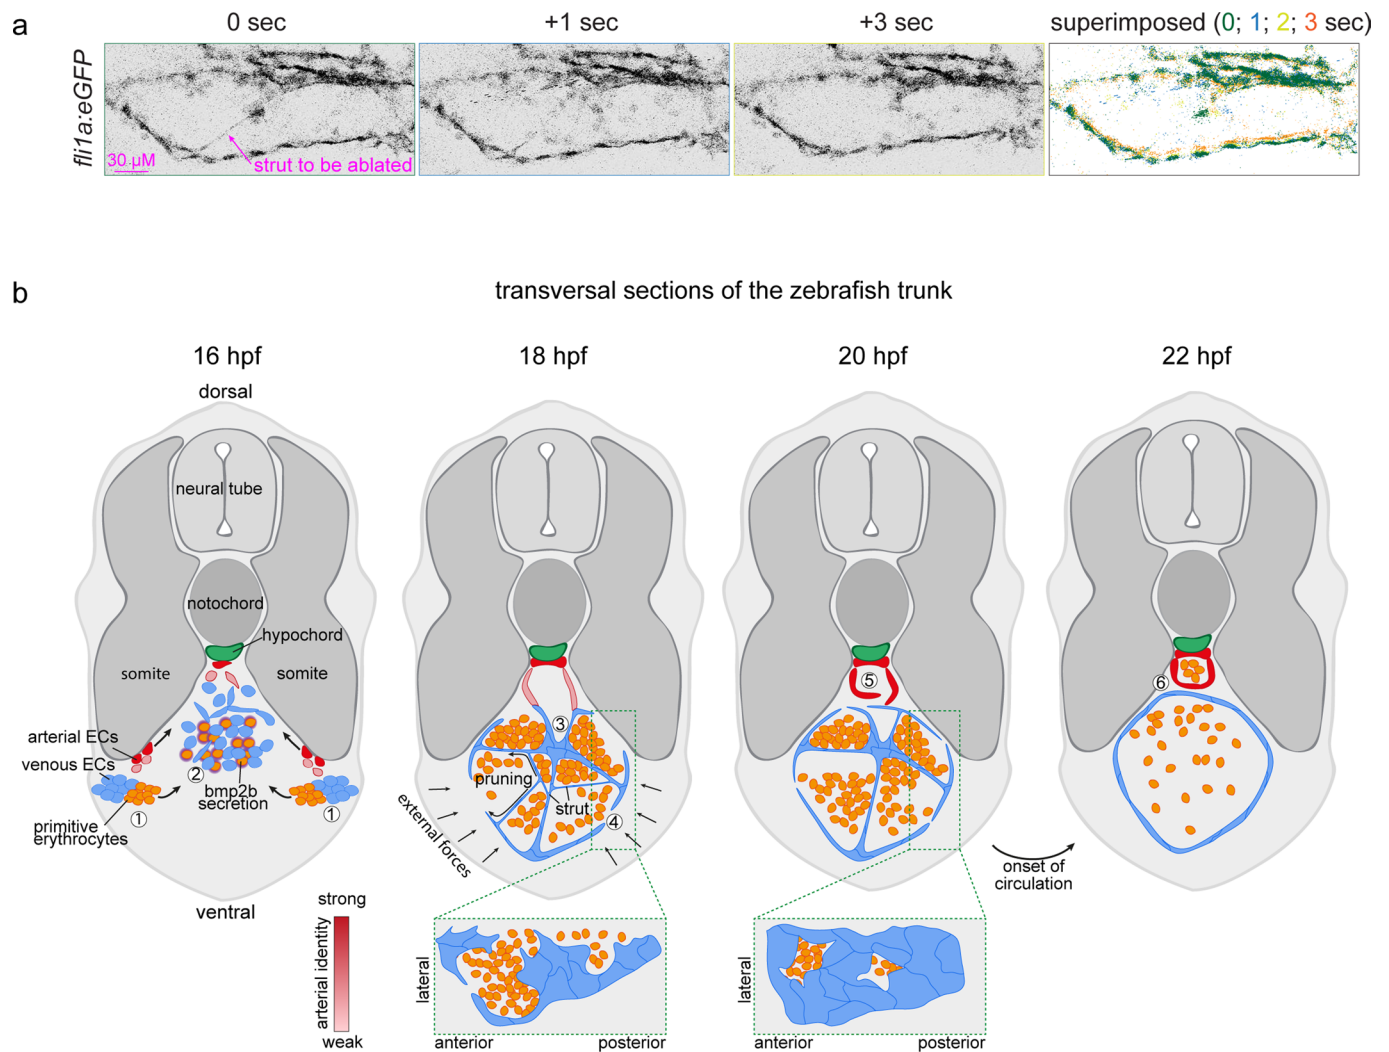 a
0 sec
+1 sec
+3 sec
superimposed (0; 1; 2; 3 sec)
fli1a:eGFP
30 µM
strut to be ablated
b
transversal sections of the zebrafish trunk
16 hpf
18 hpf
20 hpf
22 hpf
dorsal
neural tube
notochord
hypochord
somite
somite
arterial ECs
venous ECs
primitive
erythrocytes
①
②
bmp2b
secretion
①
ventral
③
pruning
strut
④
external forces
⑤
⑥
onset of
circulation
strong
arterial identity
weak
lateral
anterior
posterior
lateral
anterior
posterior